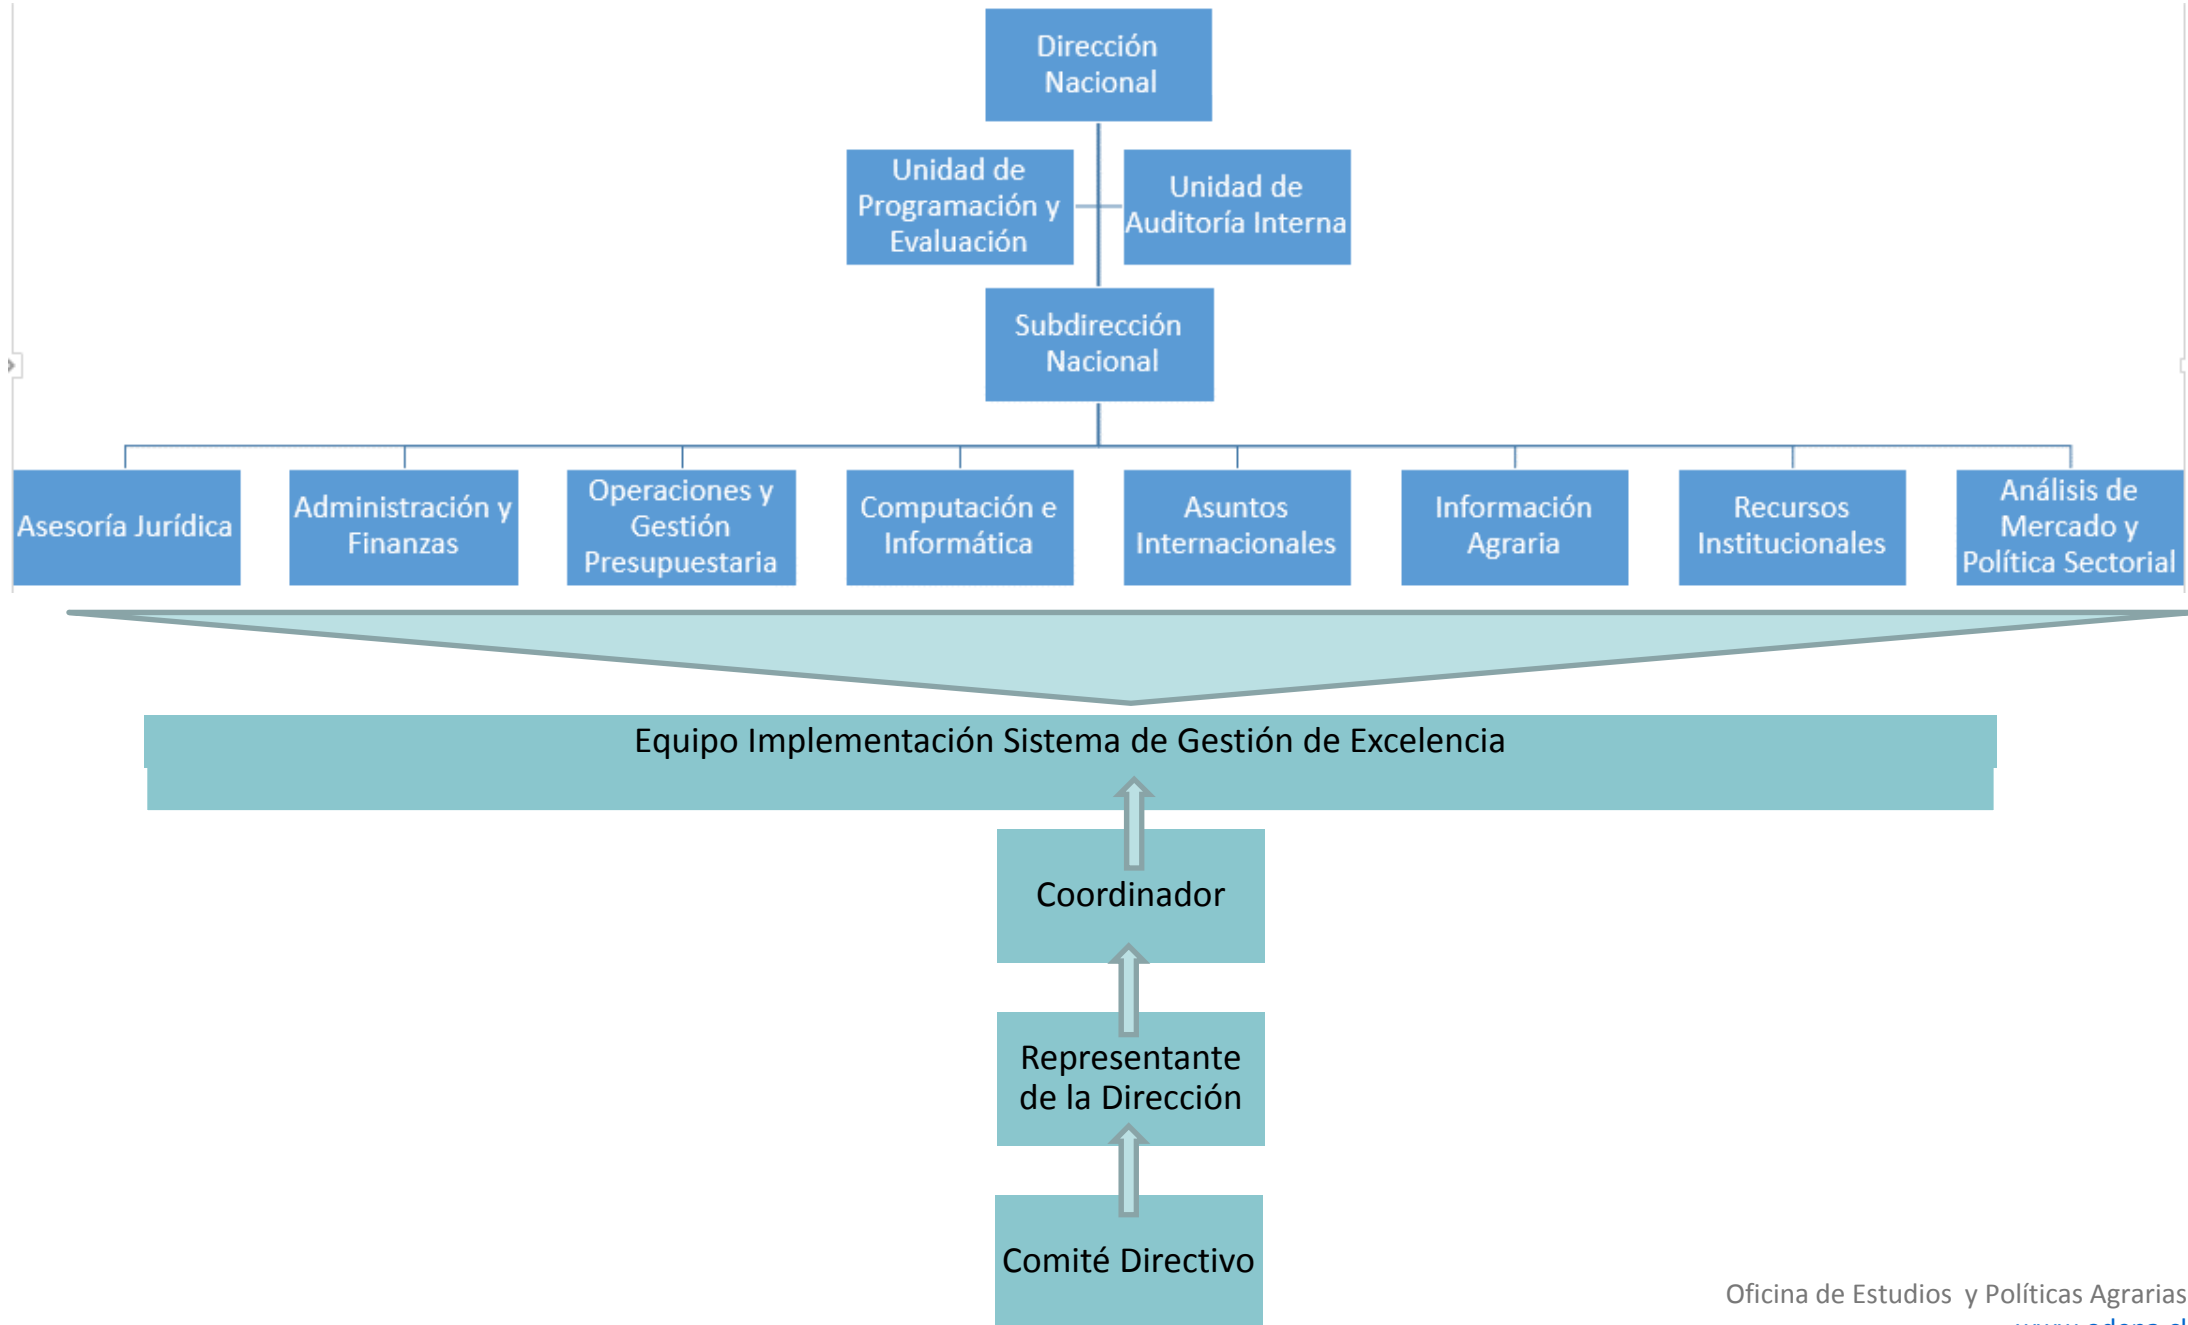 Dirección
Nacional
Unidad de
Programación y
Evaluación
Unidad de
Auditoría Interna
Subdirección
Nacional
Asesoría Jurídica
Administración y
Finanzas
Operaciones y
Gestión
Presupuestaria
Computación e
Informática
Asuntos
Internacionales
Información
Agraria
Recursos
Institucionales
Análisis de
Mercado y
Política Sectorial
Equipo Implementación Sistema de Gestión de Excelencia
Coordinador
Representante
de la Dirección
Comité Directivo
Oficina de Estudios y Políticas Agrarias